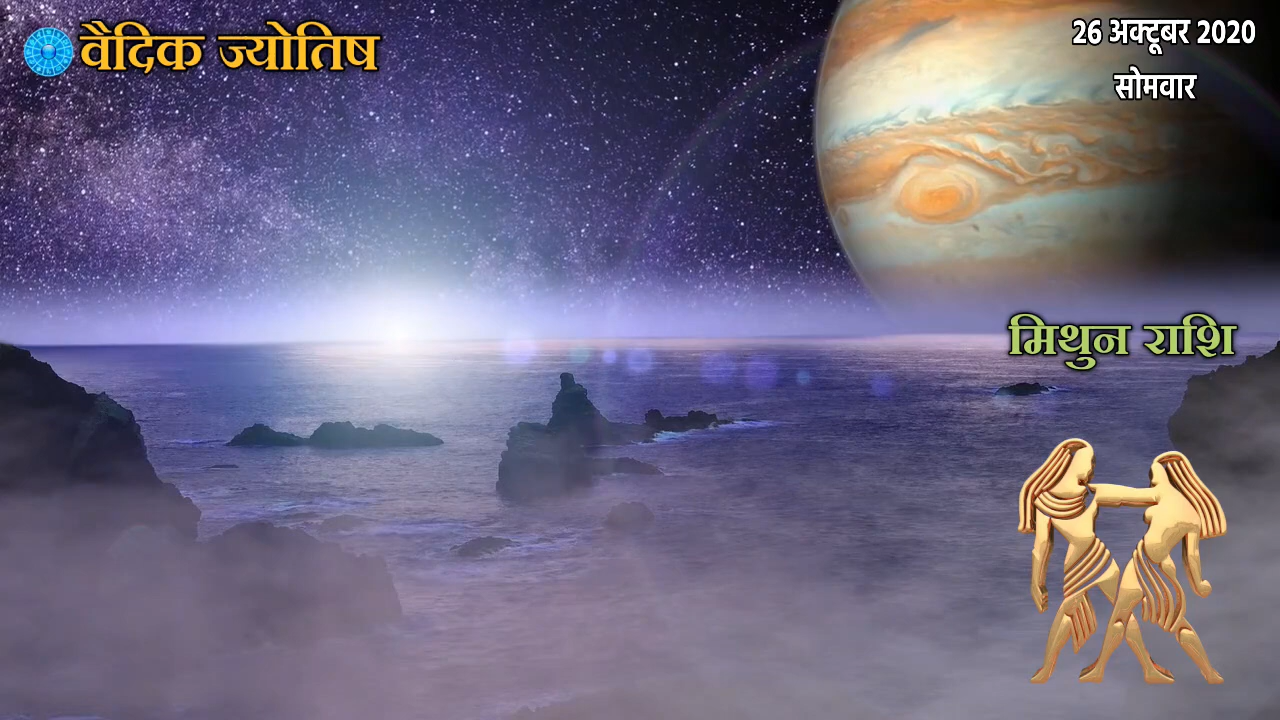 वैदिक ज्योतिष
26 अक्टूबर 2020
सोमवार
मिथुन राशि